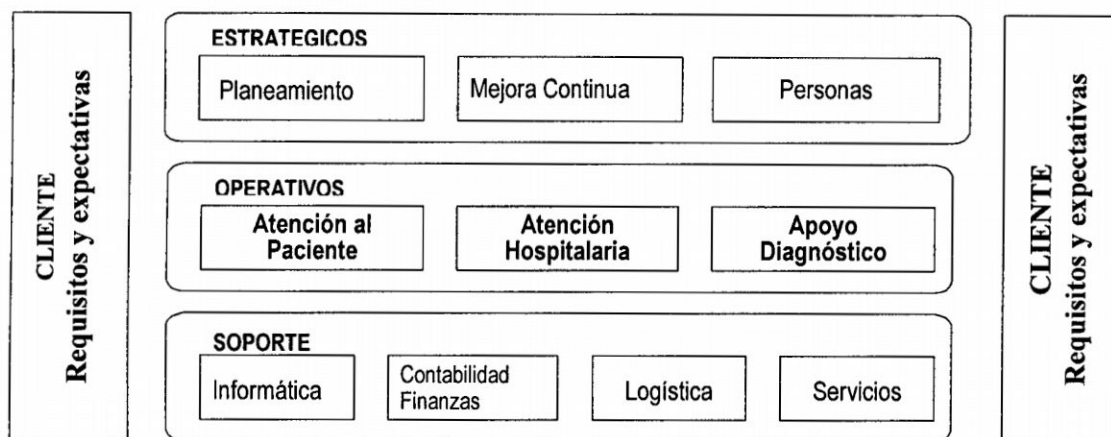 CLIENTE
Requisitos y expectativas
ESTRATEGICOS
Planeamiento
Mejora Continua
Personas
OPERATIVOS
Atención al
Paciente
Atención
Hospitalaria
Apoyo
Diagnóstico
SOPORTE
Informática
Contabilidad
Finanzas
Logística
Servicios
CLIENTE
Requisitos y expectativas